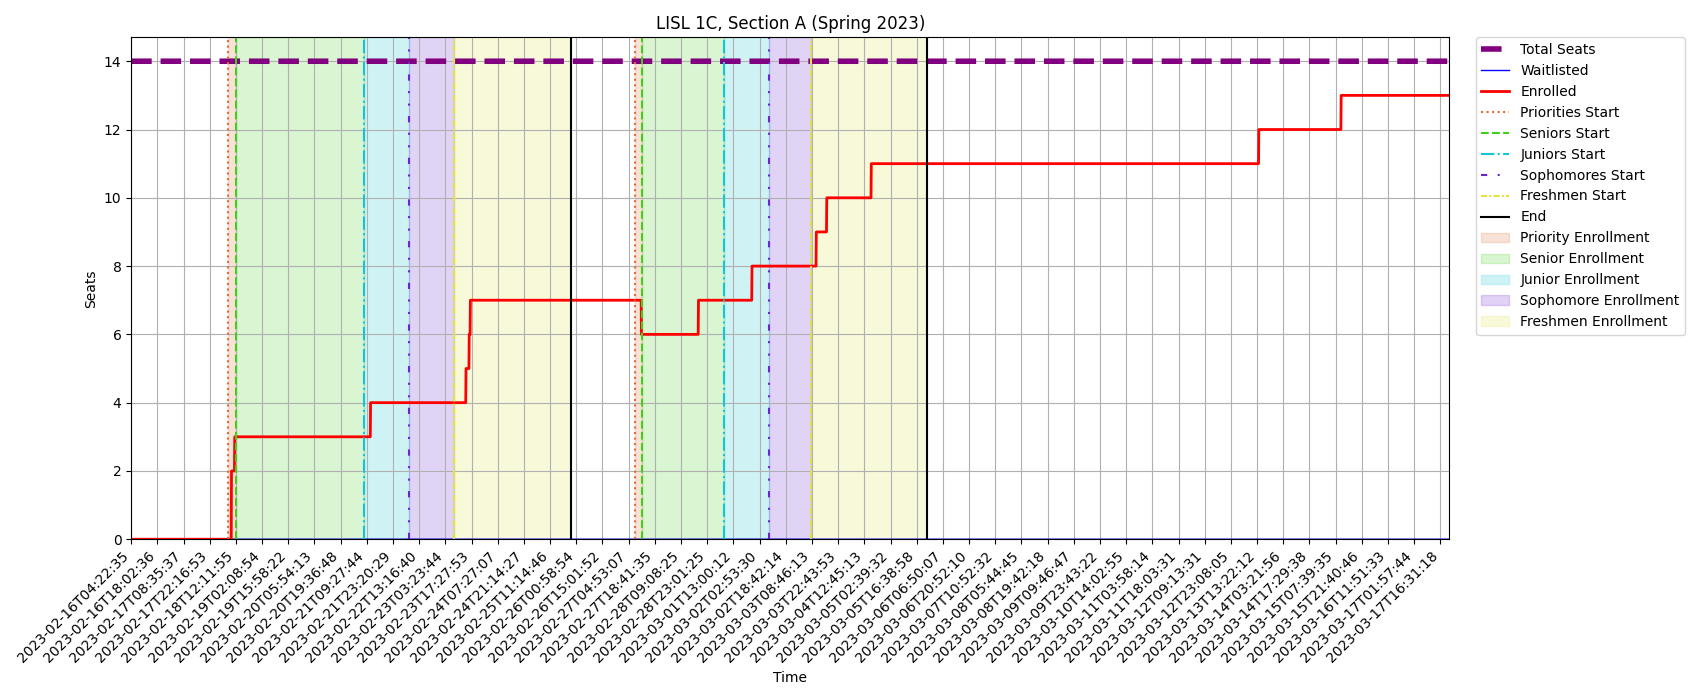 LISL 1C, Section A (Spring 2023)
Total Seats
Waitlisted
Enrolled
Priorities Start
Seniors Start
Juniors Start
Sophomores Start
Freshmen Start
End
Priority Enrollment
Senior Enrollment
Junior Enrollment
Sophomore Enrollment
Freshmen Enrollment
Seats
14
12
10
8
6
4
2
0
2023-02-16T04:22:35
2023-02-16T18:02:36
2023-02-17T08:35:37
2023-02-17T22:16:53
2023-02-18T12:11:55
2023-02-19T02:08:54
2023-02-19T15:58:22
2023-02-20T05:54:13
2023-02-20T19:36:48
2023-02-21T09:27:44
2023-02-21T23:20:29
2023-02-22T13:16:40
2023-02-23T03:23:44
2023-02-23T17:27:53
2023-02-24T07:27:07
2023-02-24T21:14:27
2023-02-25T11:14:46
2023-02-26T00:58:54
2023-02-26T15:01:52
2023-02-27T04:53:07
2023-02-27T18:41:35
2023-02-28T09:08:25
2023-02-28T23:01:25
2023-03-01T13:00:12
2023-03-02T02:53:30
2023-03-02T18:42:14
2023-03-03T08:46:13
2023-03-03T22:43:53
2023-03-04T12:45:13
2023-03-05T02:39:32
2023-03-05T16:38:58
2023-03-06T06:50:07
2023-03-06T20:52:10
2023-03-07T10:52:32
2023-03-08T05:44:45
2023-03-08T19:42:18
2023-03-09T09:46:47
2023-03-09T23:43:22
2023-03-10T14:02:55
2023-03-11T03:58:14
2023-03-11T18:03:31
2023-03-12T09:13:31
2023-03-12T23:08:05
2023-03-13T13:22:12
2023-03-14T03:21:56
2023-03-14T17:29:38
2023-03-15T07:39:35
2023-03-15T21:40:46
2023-03-16T11:51:33
2023-03-17T01:57:44
2023-03-17T16:31:18
Time